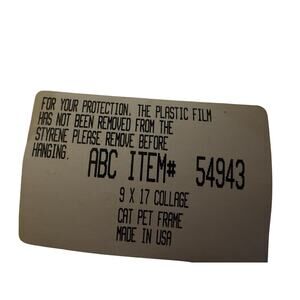 FOR YOUR PROTECTION, THE PLASTIC FILM
HAS NOT BEEN REMOVED FROM THE
STYRENE PLEASE REMOVE BEFORE
HANGING.
ABC ITEM# 54943
9 X 17 COLLAGE
CAT PET FRAME
MADE IN USA